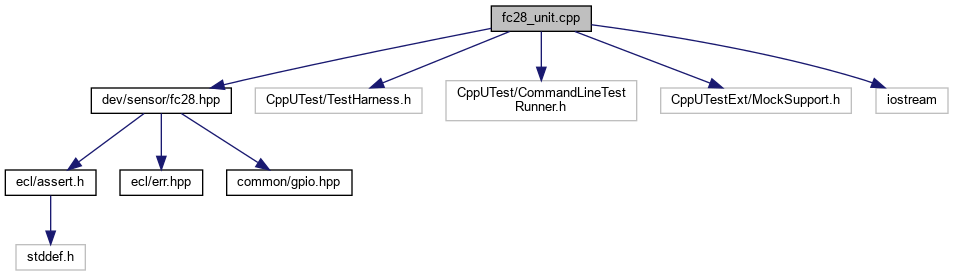 fc28_unit.cpp
dev/sensor/fc28.hpp
CppUTest/TestHarness.h
CppUTest/CommandLineTest
Runner.h
CppUTestExt/MockSupport.h
iostream
ecl/assert.h
ecl/err.hpp
common/gpio.hpp
stddef.h